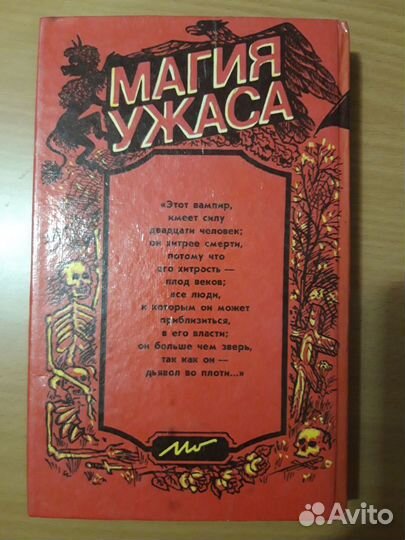 МАГИЯ
УЖАСА
«Этот вампир,
имеет силу
двадцати человек;
он хитрее смерти,
потому что
его хитрость —
плод веков;
все люди,
к которым он может
приблизиться,
в его власти;
он больше чем зверь,
так как он —
дьявол во плоти...»
Avito